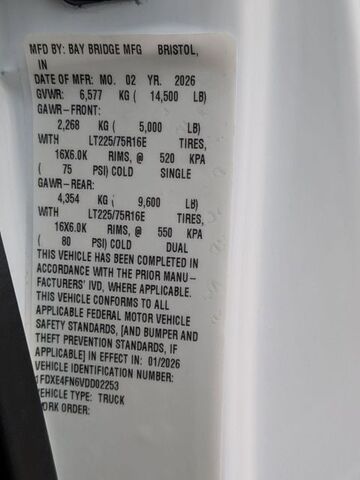 MFD BY: BAY BRIDGE MFG BRISTOL,
IN
DATE OF MFR: MO. 02 YR. 2026
GVWR: 6,577 KG ( 14,500 LB)
GAWR-FRONT:
2,268 KG ( 5,000 LB)
WITH LT225/75R16E TIRES,
16X6.0K RIMS, @ 520 KPA
( 75 PSI) COLD SINGLE
GAWR-REAR:
4,354 KG ( 9,600 LB)
WITH LT225/75R16E TIRES,
16X6.0K RIMS, @ 550 KPA
( 80 PSI) COLD DUAL
THIS VEHICLE HAS BEEN COMPLETED IN
ACCORDANCE WITH THE PRIOR MANU-
FACTURERS' IVD, WHERE APPLICABLE.
THIS VEHICLE CONFORMS TO ALL
APPLICABLE FEDERAL MOTOR VEHICLE
SAFETY STANDARDS, [AND BUMPER AND
THEFT PREVENTION STANDARDS, IF
APPLICABLE] IN EFFECT IN: 01/2026
VEHICLE IDENTIFICATION NUMBER:
1FDXE4FN6VDD02253
VEHICLE TYPE: TRUCK
WORK ORDER: